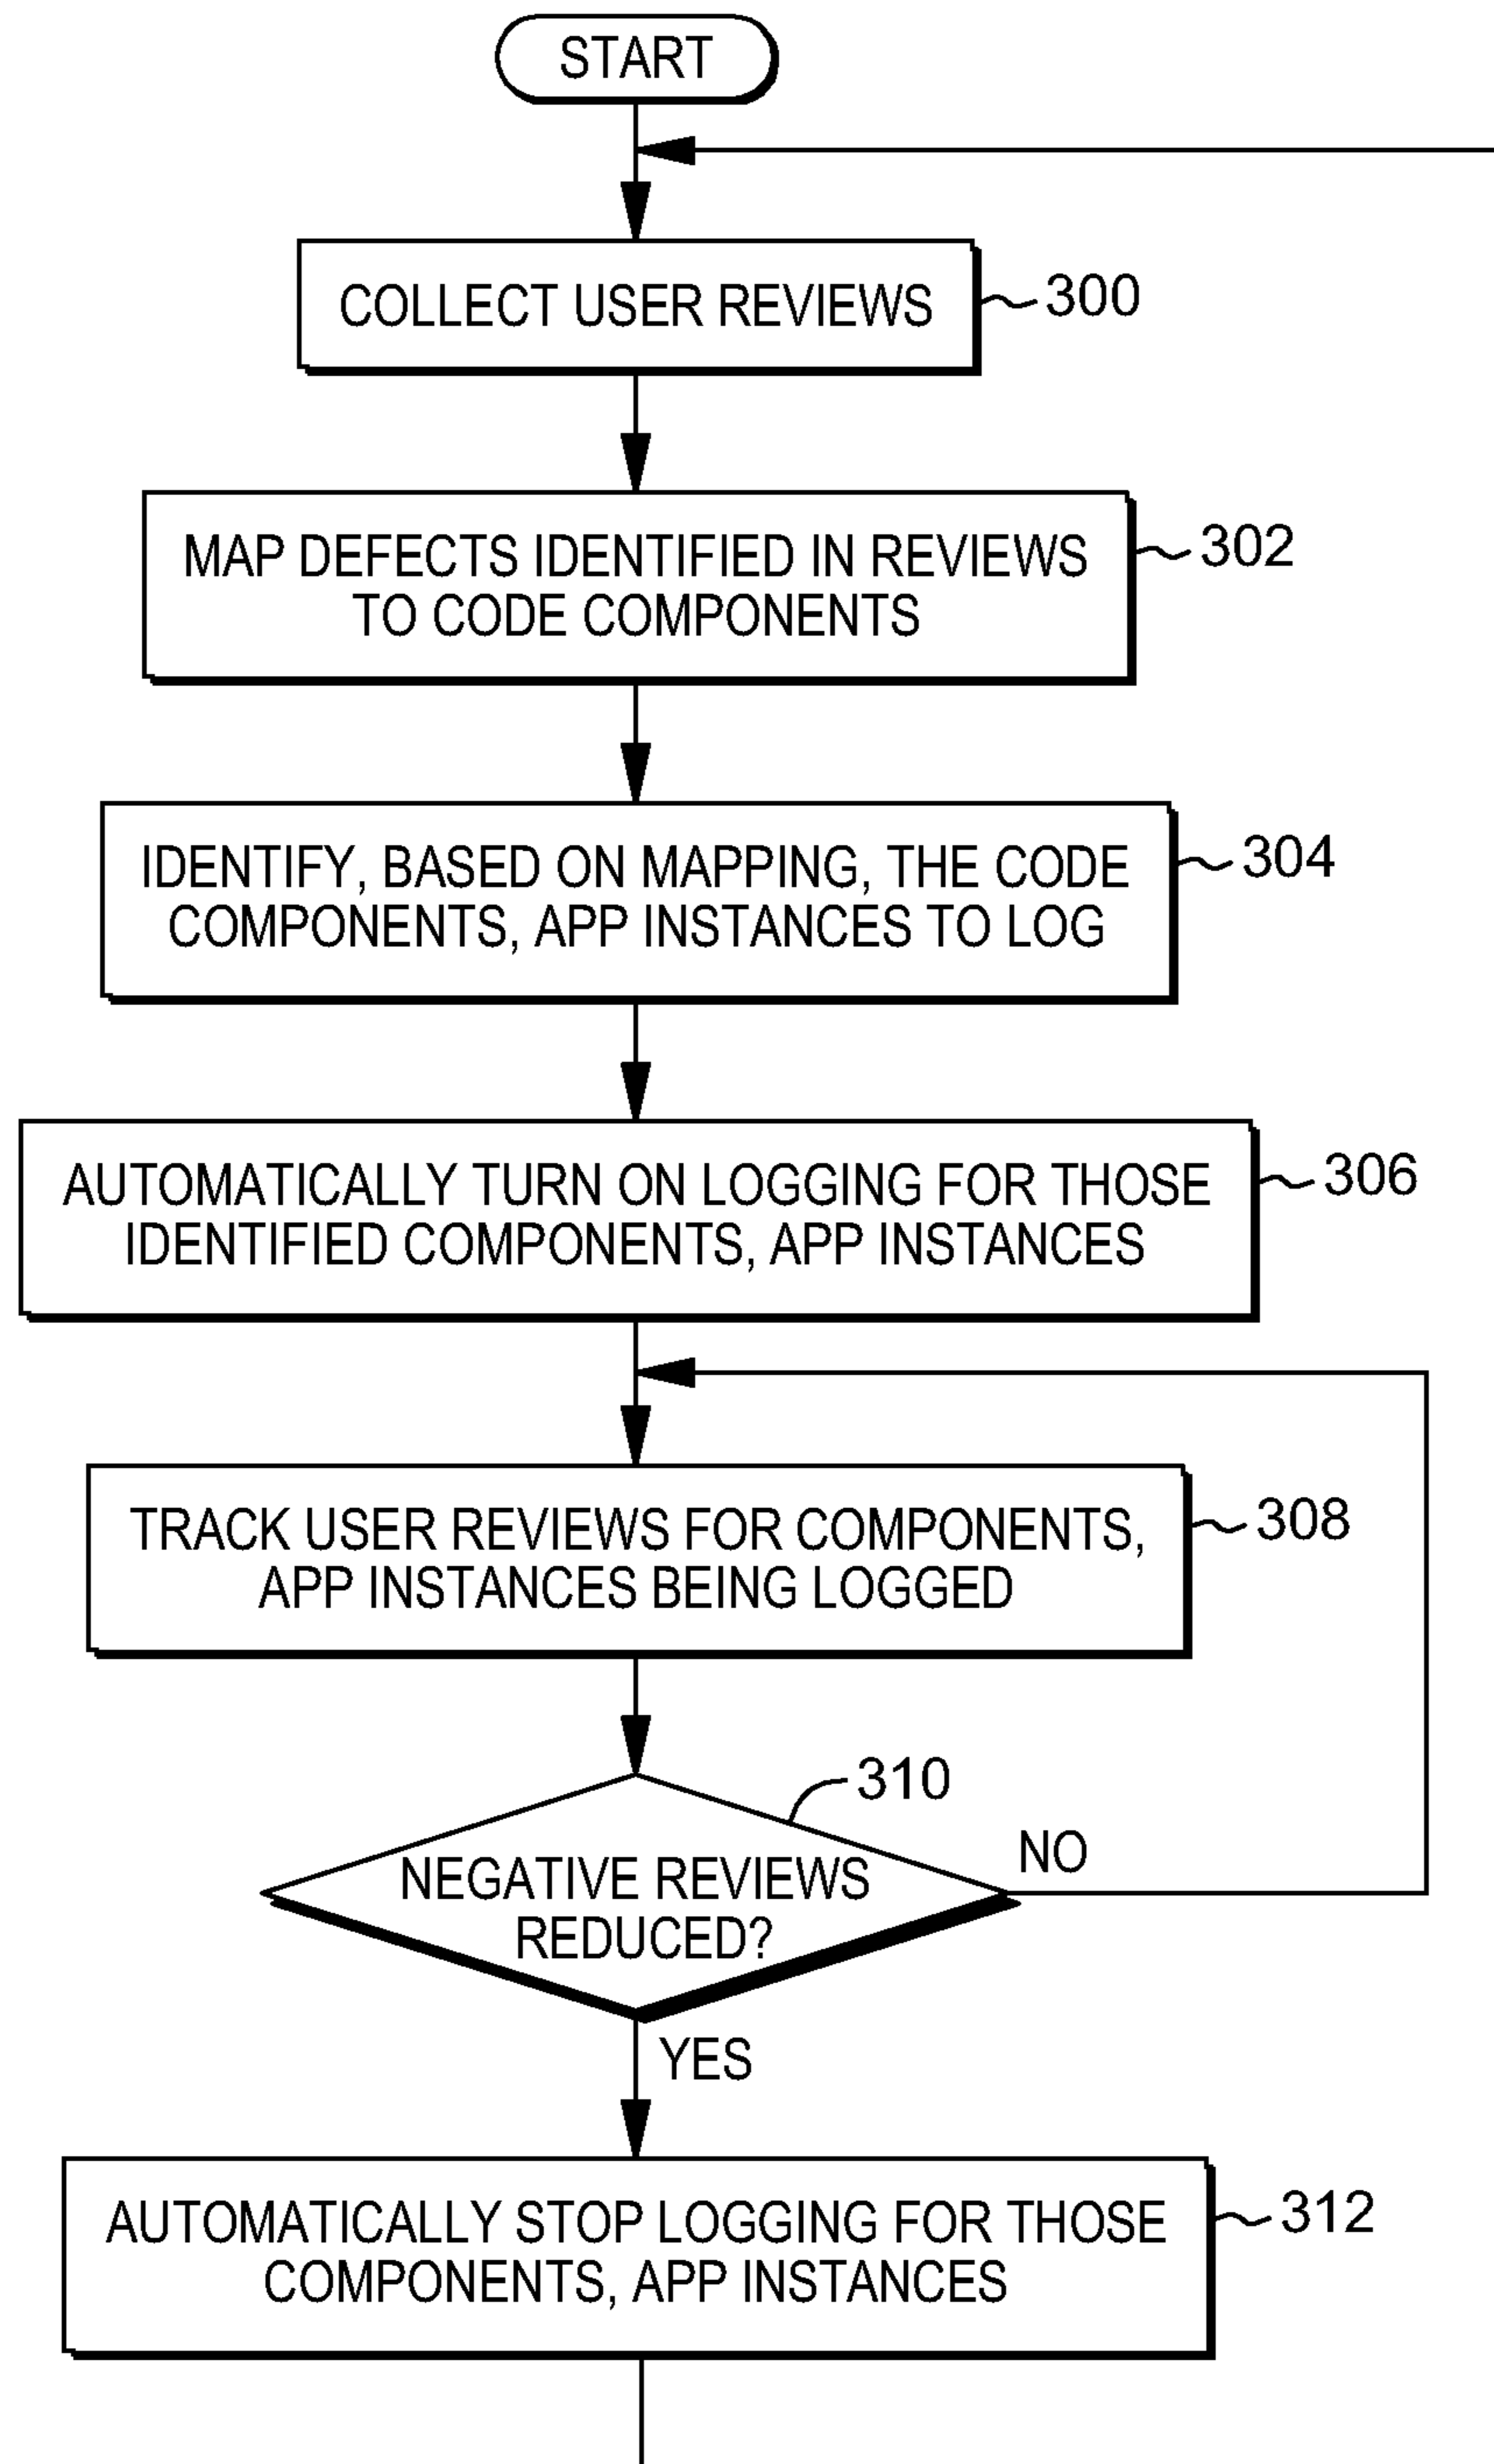 START
COLLECT USER REVIEWS
300
MAP DEFECTS IDENTIFIED IN REVIEWS
TO CODE COMPONENTS
302
IDENTIFY, BASED ON MAPPING, THE CODE
COMPONENTS, APP INSTANCES TO LOG
304
AUTOMATICALLY TURN ON LOGGING FOR THOSE
IDENTIFIED COMPONENTS, APP INSTANCES
306
TRACK USER REVIEWS FOR COMPONENTS,
APP INSTANCES BEING LOGGED
308
310
NEGATIVE REVIEWS
REDUCED?
NO
YES
AUTOMATICALLY STOP LOGGING FOR THOSE
COMPONENTS, APP INSTANCES
312